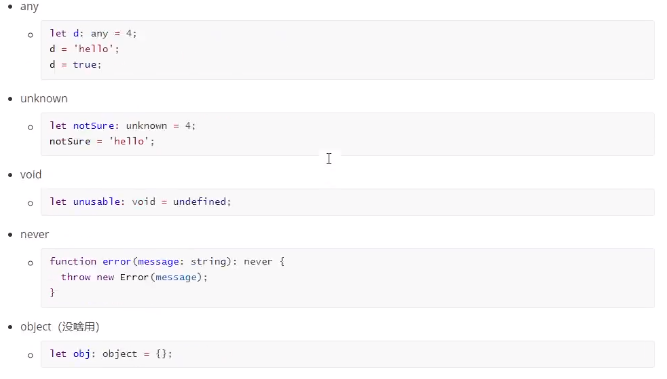 any
let d: any = 4;
d = 'hello';
d = true;
unknown
let notSure: unknown = 4;
notSure = 'hello';
void
let unusable: void = undefined;
never
function error(message: string): never {
  throw new Error(message);
}
object（没啥用）
let obj: object = {};